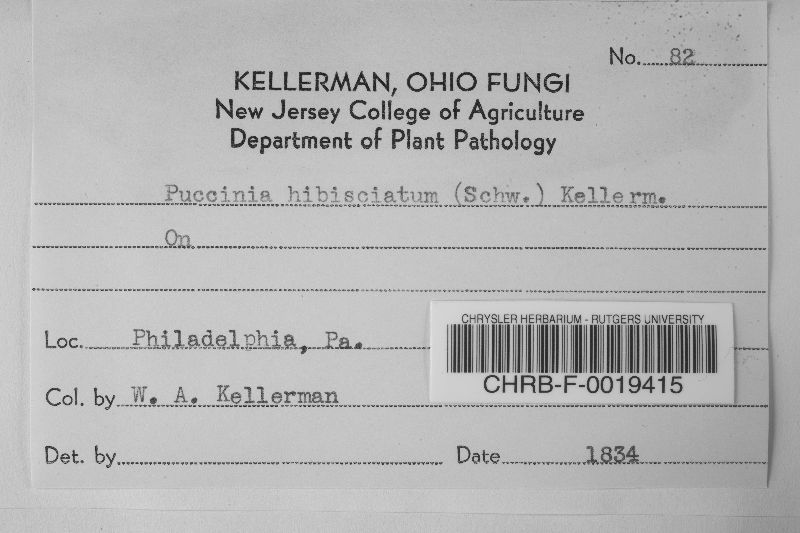 No. 82
KELLERMAN, OHIO FUNGI
New Jersey College of Agriculture
Department of Plant Pathology
Puccinia hibisciatum (Schw.) Kellerm.
On
Loc. Philadelphia, Pa.
CHRYSLER HERBARIUM - RUTGERS UNIVERSITY
CHRB-F-0019415
Col. by W. A. Kellerman
Det. by Date 1834